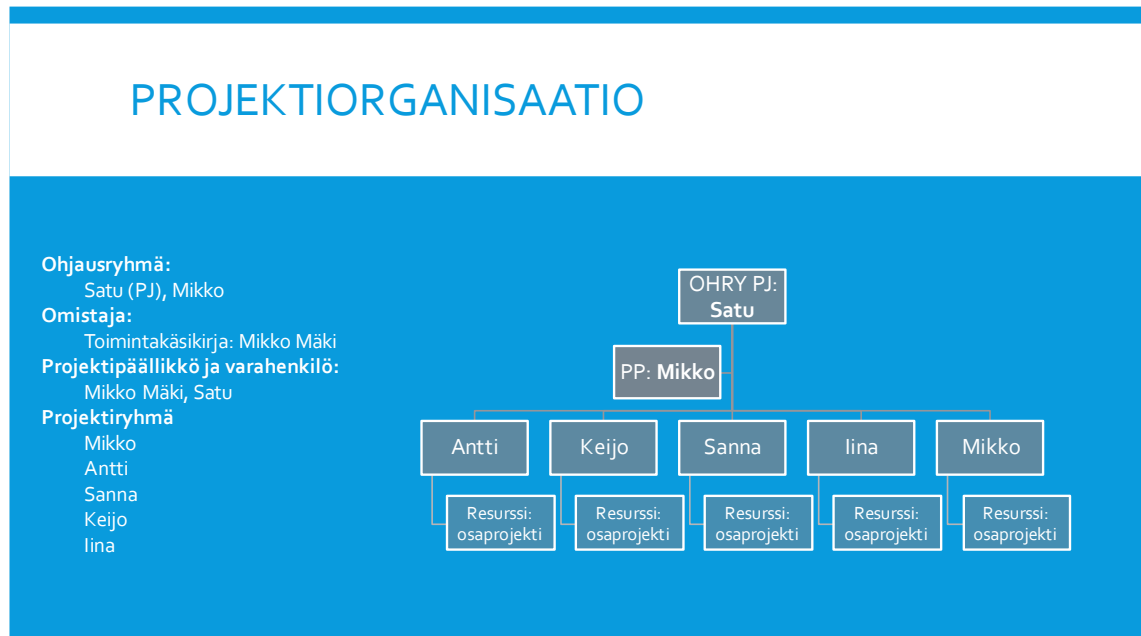 PROJEKTIORGANISAATIO
Ohjausryhmä:
Satu (PJ), Mikko
Omistaja:
Toimintakäsikirja: Mikko Mäki
Projektipäällikkö ja varahenkilö:
Mikko Mäki, Satu
Projektiryhmä
Mikko
Antti
Sanna
Keijo
Iina
OHRY PJ:
Satu
PP: Mikko
Antti
Keijo
Sanna
Iina
Mikko
Resurssi:
osaprojekti
Resurssi:
osaprojekti
Resurssi:
osaprojekti
Resurssi:
osaprojekti
Resurssi:
osaprojekti